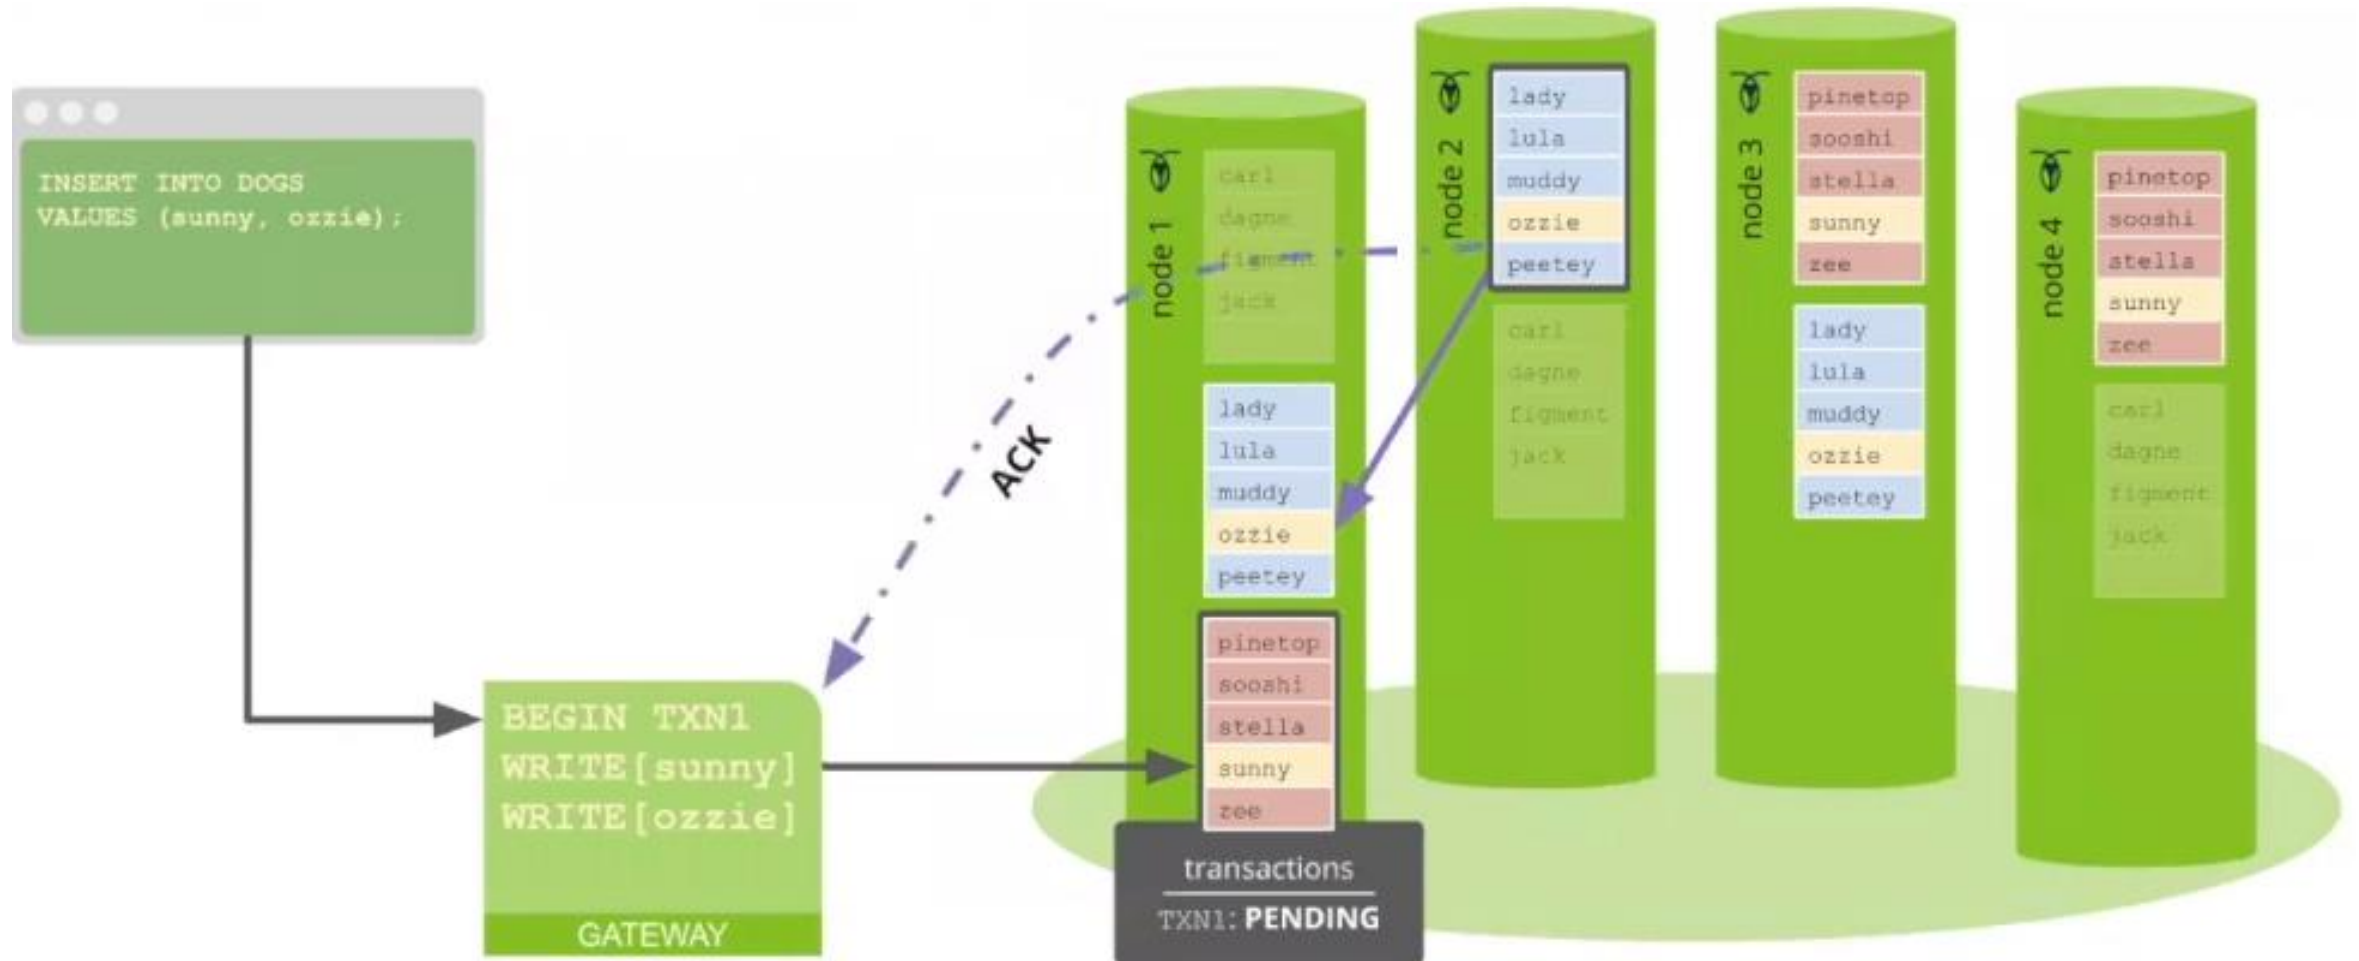 INSERT INTO DOGS
VALUES (sunny, ozzie);
BEGIN TXN1
WRITE[sunny]
WRITE[ozzie]
GATEWAY
ACK
node 1
carl
dagne
figment
jack
lady
lula
muddy
ozzie
peetey
pinetop
sooshi
stella
sunny
zee
transactions
TXN1: PENDING
node 2
lady
lula
muddy
ozzie
peetey
carl
dagne
figment
jack
node 3
pinetop
sooshi
stella
sunny
zee
lady
lula
muddy
ozzie
peetey
node 4
pinetop
sooshi
stella
sunny
zee
carl
dagne
figment
jack